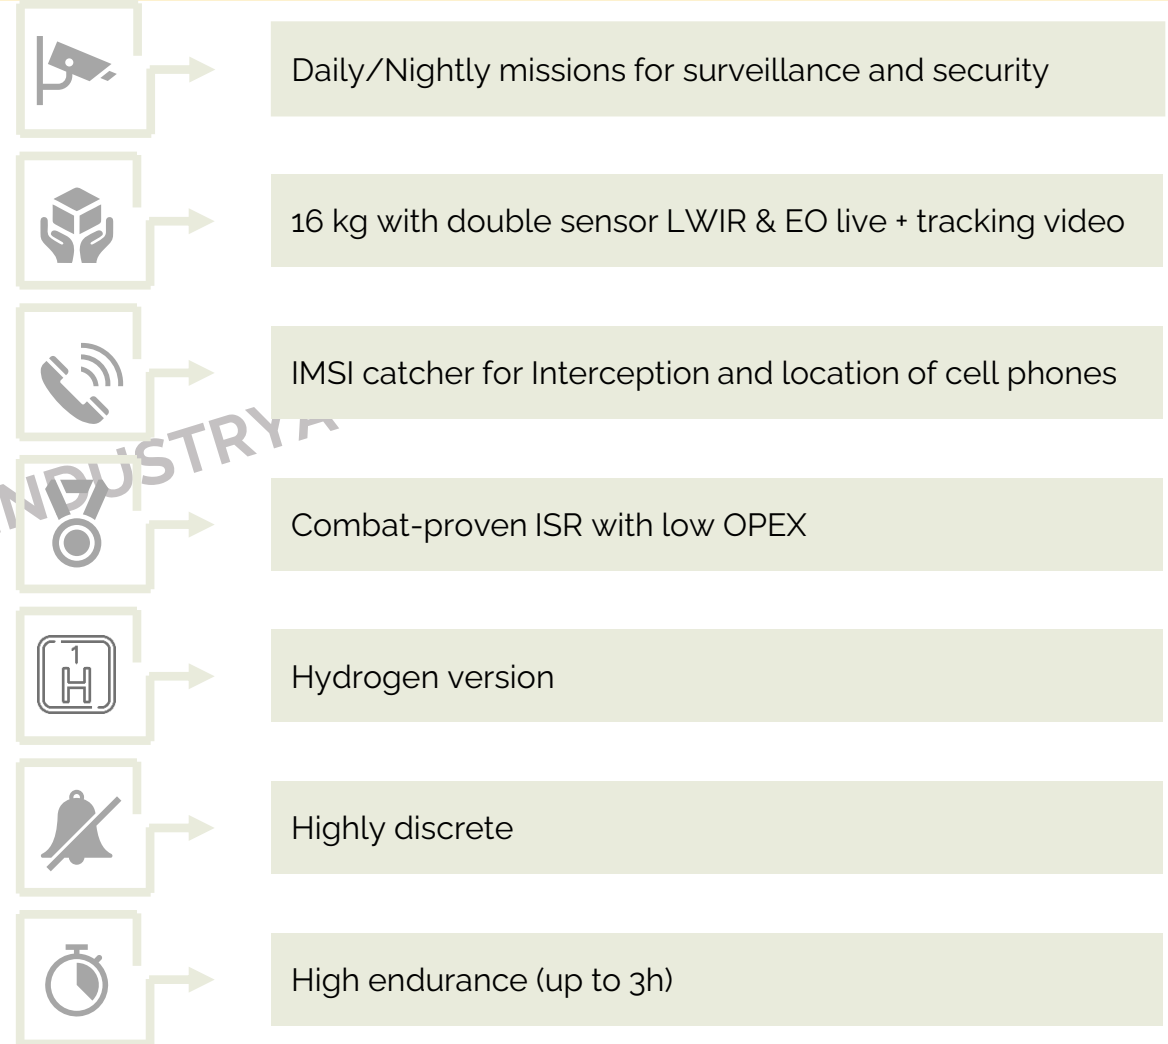 Daily/Nightly missions for surveillance and security
16 kg with double sensor LWIR & EO live + tracking video
IMSI catcher for Interception and location of cell phones
INDUSTRYA
Combat-proven ISR with low OPEX
1
H
Hydrogen version
Highly discrete
High endurance (up to 3h)